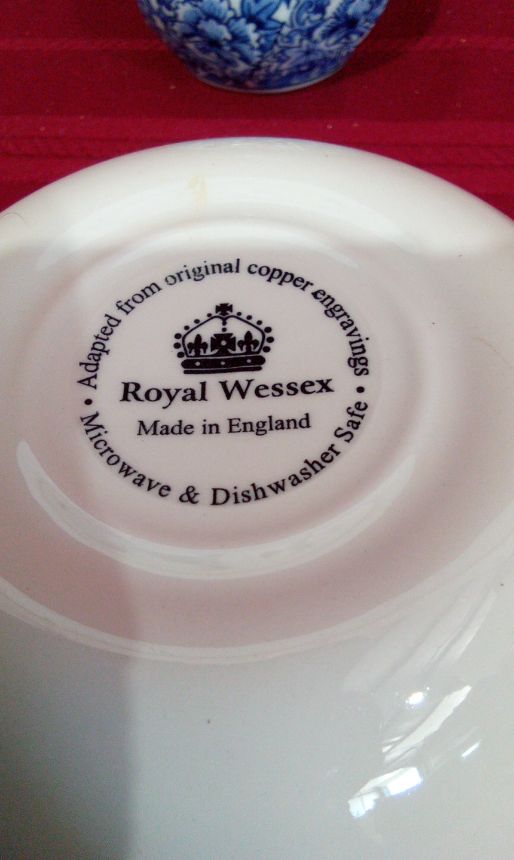 • Adapted from original copper engravings •
Royal Wessex
Made in England
Microwave & Dishwasher Safe